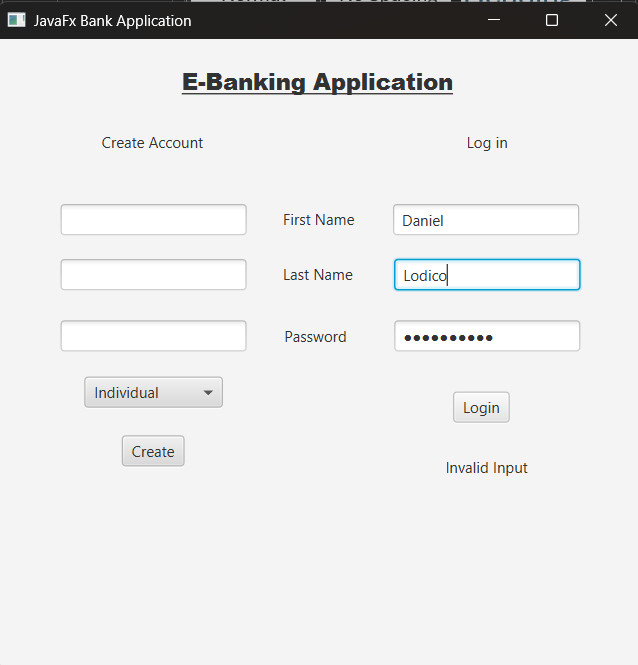 JavaFx Bank Application
E-Banking Application
Create Account
Log in
First Name
Daniel
Last Name
Lodico
Password
••••••••••
Individual
Login
Create
Invalid Input